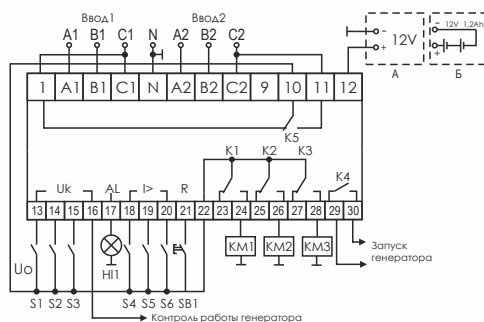 Ввод1 Ввод2
A1 B1 C1 N A2 B2 C2
- 12V + А
- 12V 1,2Ah + Б
1 A1 B1 C1 N A2 B2 C2 9 10 11 12
K5
K1 K2 K3 K4
Uk AL I> R
13 14 15 16 17 18 19 20 21 22 23 24 25 26 27 28 29 30
Uo HI1 KM1 KM2 KM3
Запуск
генератора
S1 S2 S3 S4 S5 S6 SB1
Контроль работы генератора